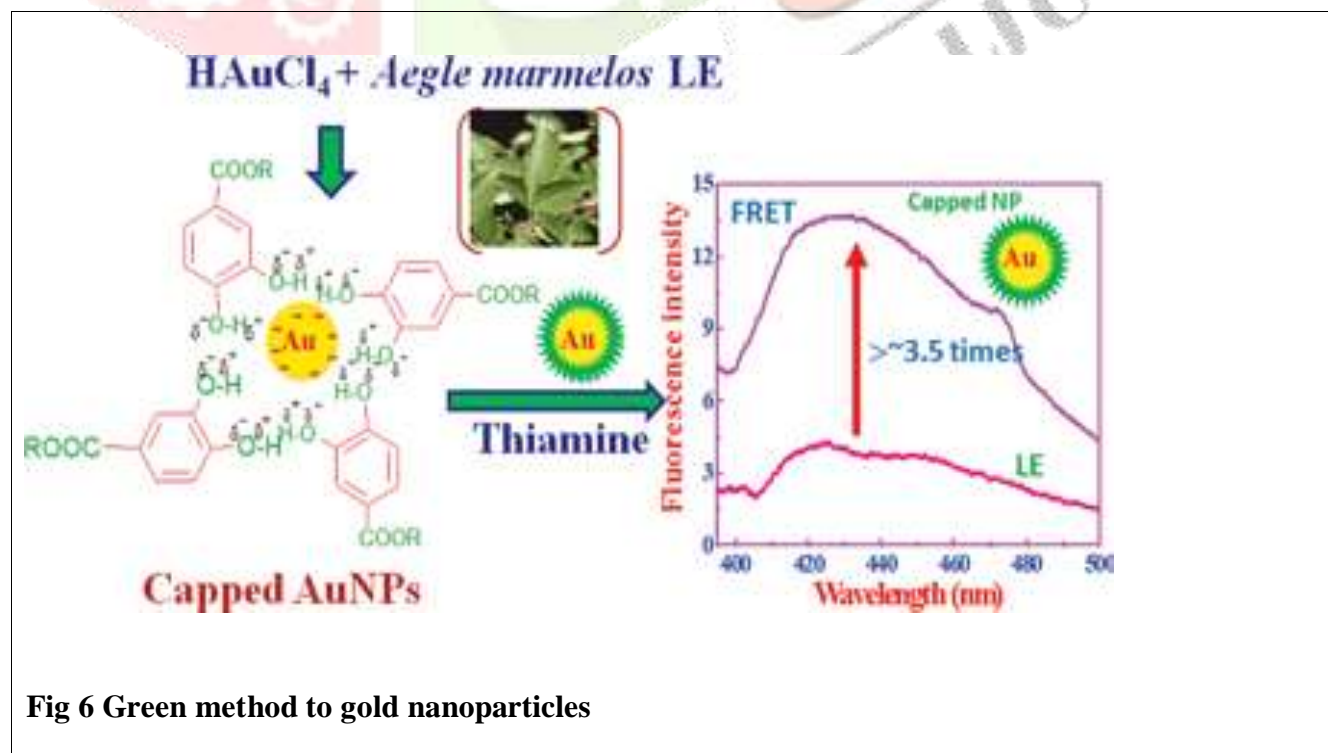 HAuCl₄ + Aegle marmelos LE
COOR
δ⁻ δ⁺
O-H
δ⁺ δ⁻
H-O
COOR
δ⁻O-H δ⁺
Au
δ⁺
H-O
δ⁻
δ⁻ δ⁺
O-H
H-O
ROOC
δ⁻ δ⁺
O-H
δ⁺ δ⁻
H-O
COOR
Capped AuNPs
Au
Thiamine
15
12
9
6
3
0
Fluorescence intensity
FRET
Capped NP
Au
>~3.5 times
LE
400 420 440 460 480 500
Wavelength (nm)
Fig 6 Green method to gold nanoparticles